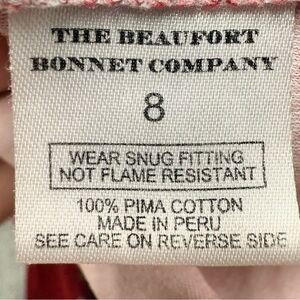 THE BEAUFORT
BONNET COMPANY
8
WEAR SNUG FITTING
NOT FLAME RESISTANT
100% PIMA COTTON
MADE IN PERU
SEE CARE ON REVERSE SIDE